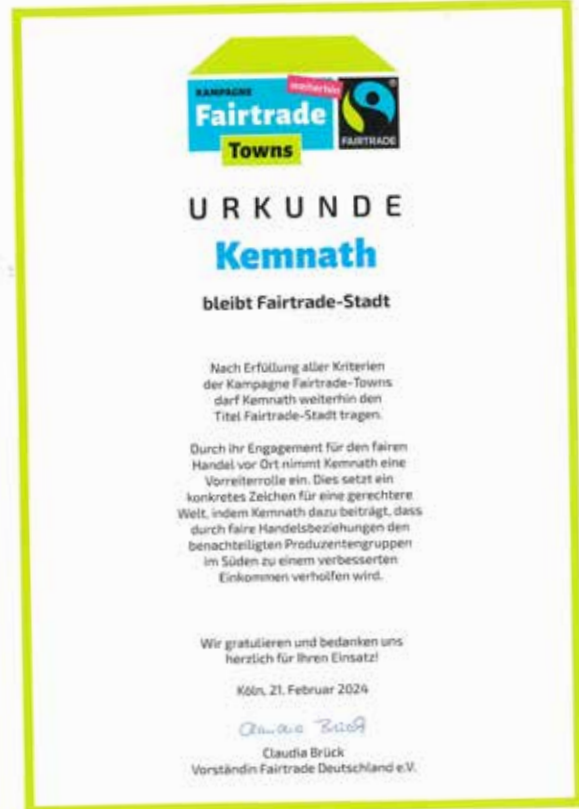 KAMPAGNE
weiterhin
Fairtrade
Towns
FAIRTRADE
URKUNDE
Kemnath
bleibt Fairtrade-Stadt
Nach Erfüllung aller Kriterien
der Kampagne Fairtrade-Towns
darf Kemnath weiterhin den
Titel Fairtrade-Stadt tragen.
Durch ihr Engagement für den fairen
Handel vor Ort nimmt Kemnath eine
Vorreiterrolle ein. Dies setzt ein
konkretes Zeichen für eine gerechtere
Welt, indem Kemnath dazu beiträgt, dass
durch faire Handelsbeziehungen den
benachteiligten Produzentengruppen
im Süden zu einem verbesserten
Einkommen verholfen wird.
Wir gratulieren und bedanken uns
herzlich für Ihren Einsatz!
Köln, 21. Februar 2024
Claudia Brück
Claudia Brück
Vorständin Fairtrade Deutschland e.V.